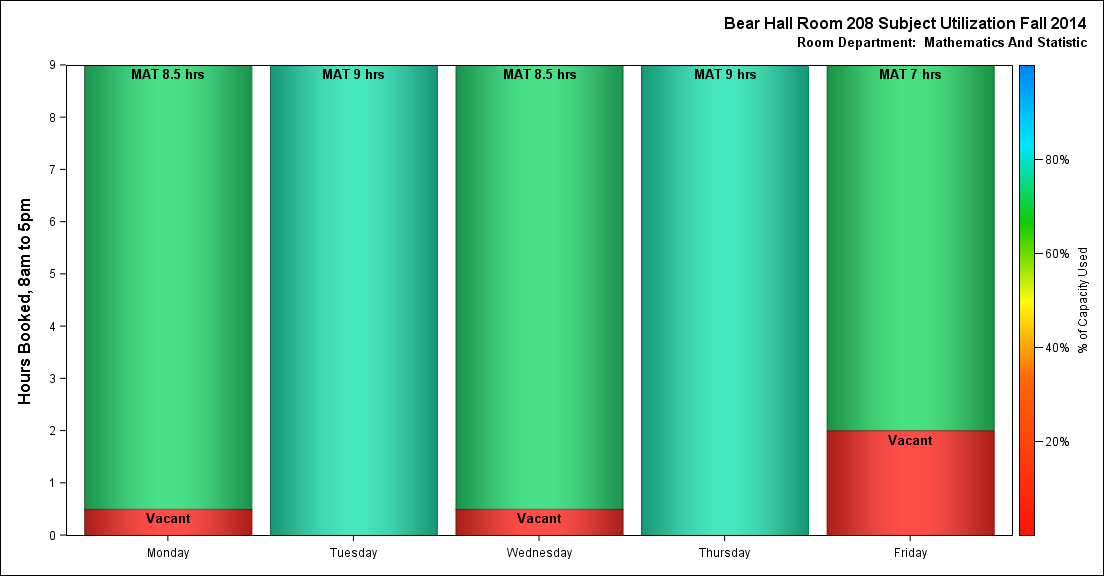 Bear Hall Room 208 Subject Utilization Fall 2014
Room Department:  Mathematics And Statistic
Hours Booked, 8am to 5pm
9
8
7
6
5
4
3
2
1
0
MAT 8.5 hrs
MAT 9 hrs
MAT 8.5 hrs
MAT 9 hrs
MAT 7 hrs
Vacant
Vacant
Vacant
Monday
Tuesday
Wednesday
Thursday
Friday
80%
60%
40%
20%
% of Capacity Used